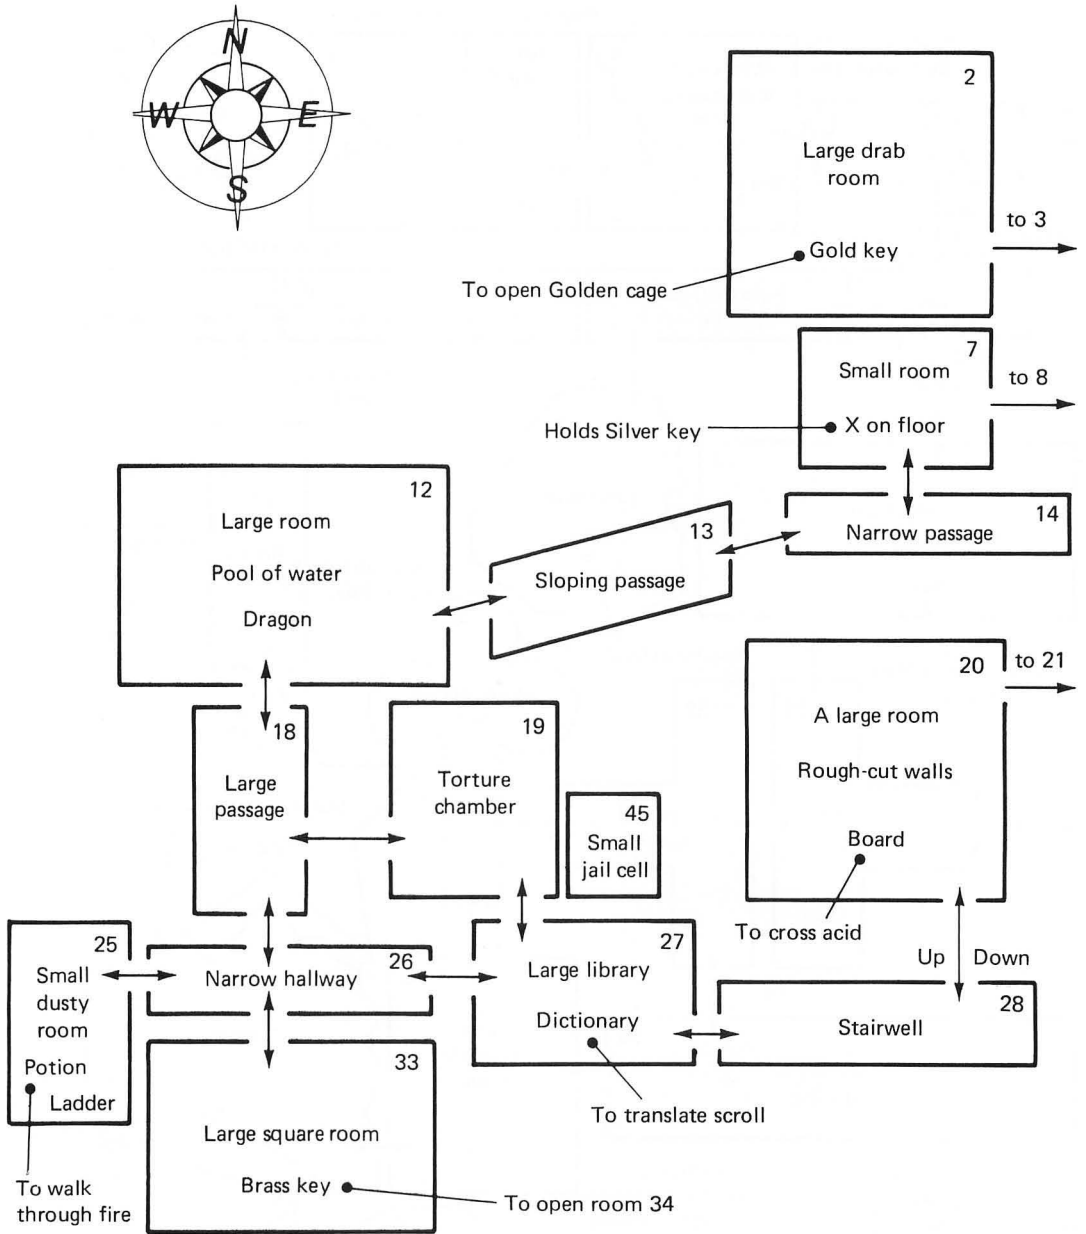 N
W
E
S
2
Large drab
room
Gold key
to 3
To open Golden cage
7
Small room
to 8
X on floor
Holds Silver key
12
Large room
Pool of water
Dragon
13
Sloping passage
14
Narrow passage
20
to 21
A large room
Rough-cut walls
Board
To cross acid
18
Large
passage
19
Torture
chamber
45
Small
jail cell
Up
Down
25
Small
dusty
room
Potion
Ladder
To walk
through fire
26
Narrow hallway
27
Large library
Dictionary
To translate scroll
28
Stairwell
33
Large square room
Brass key
To open room 34